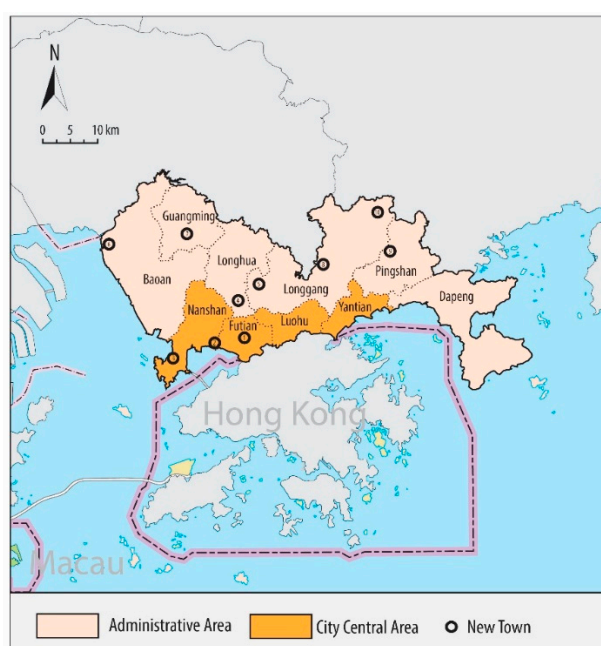 N
0 5 10 km
Guangming
Longhua
Baoan
Pingshan
Longgang
Dapeng
Nanshan
Yantian
Luohu
Futian
Hong Kong
Macau
Administrative Area
City Central Area
New Town